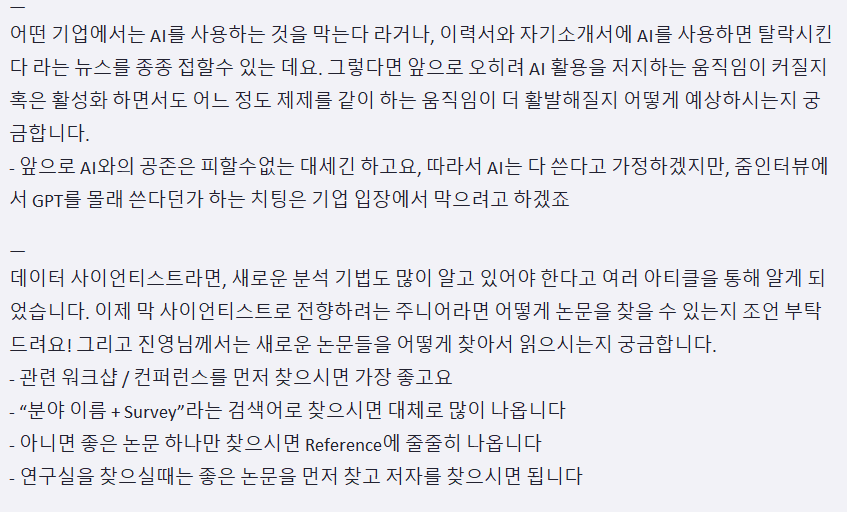 —
어떤 기업에서는 AI를 사용하는 것을 막는다 라거나, 이력서와 자기소개서에 AI를 사용하면 탈락시킨
다 라는 뉴스를 종종 접할수 있는 데요. 그렇다면 앞으로 오히려 AI 활용을 저지하는 움직임이 커질지
혹은 활성화 하면서도 어느 정도 제제를 같이 하는 움직임이 더 활발해질지 어떻게 예상하시는지 궁
금합니다.
- 앞으로 AI와의 공존은 피할수없는 대세긴 하고요, 따라서 AI는 다 쓴다고 가정하겠지만, 줌인터뷰에
서 GPT를 몰래 쓴다던가 하는 치팅은 기업 입장에서 막으려고 하겠죠
—
데이터 사이언티스트라면, 새로운 분석 기법도 많이 알고 있어야 한다고 여러 아티클을 통해 알게 되
었습니다. 이제 막 사이언티스트로 전향하려는 주니어라면 어떻게 논문을 찾을 수 있는지 조언 부탁
드려요! 그리고 진영님께서는 새로운 논문들을 어떻게 찾아서 읽으시는지 궁금합니다.
- 관련 워크샵 / 컨퍼런스를 먼저 찾으시면 가장 좋고요
- “분야 이름 + Survey”라는 검색어로 찾으시면 대체로 많이 나옵니다
- 아니면 좋은 논문 하나만 찾으시면 Reference에 줄줄히 나옵니다
- 연구실을 찾으실때는 좋은 논문을 먼저 찾고 저자를 찾으시면 됩니다